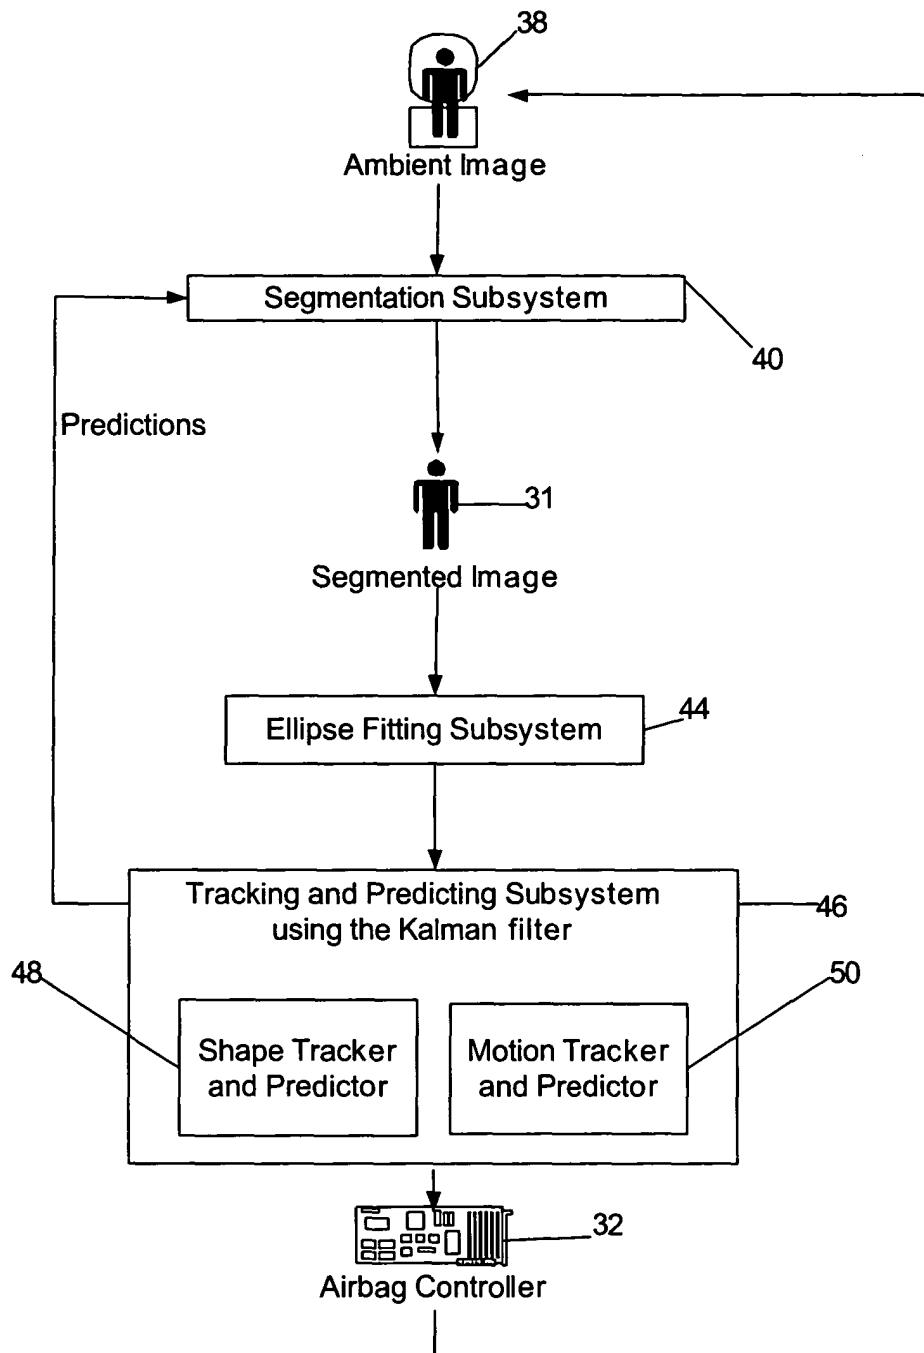 38
Ambient Image
Segmentation Subsystem
40
Predictions
31
Segmented Image
44
Ellipse Fitting Subsystem
Tracking and Predicting Subsystem
using the Kalman filter
46
48
50
Shape Tracker
and Predictor
Motion Tracker
and Predictor
32
Airbag Controller